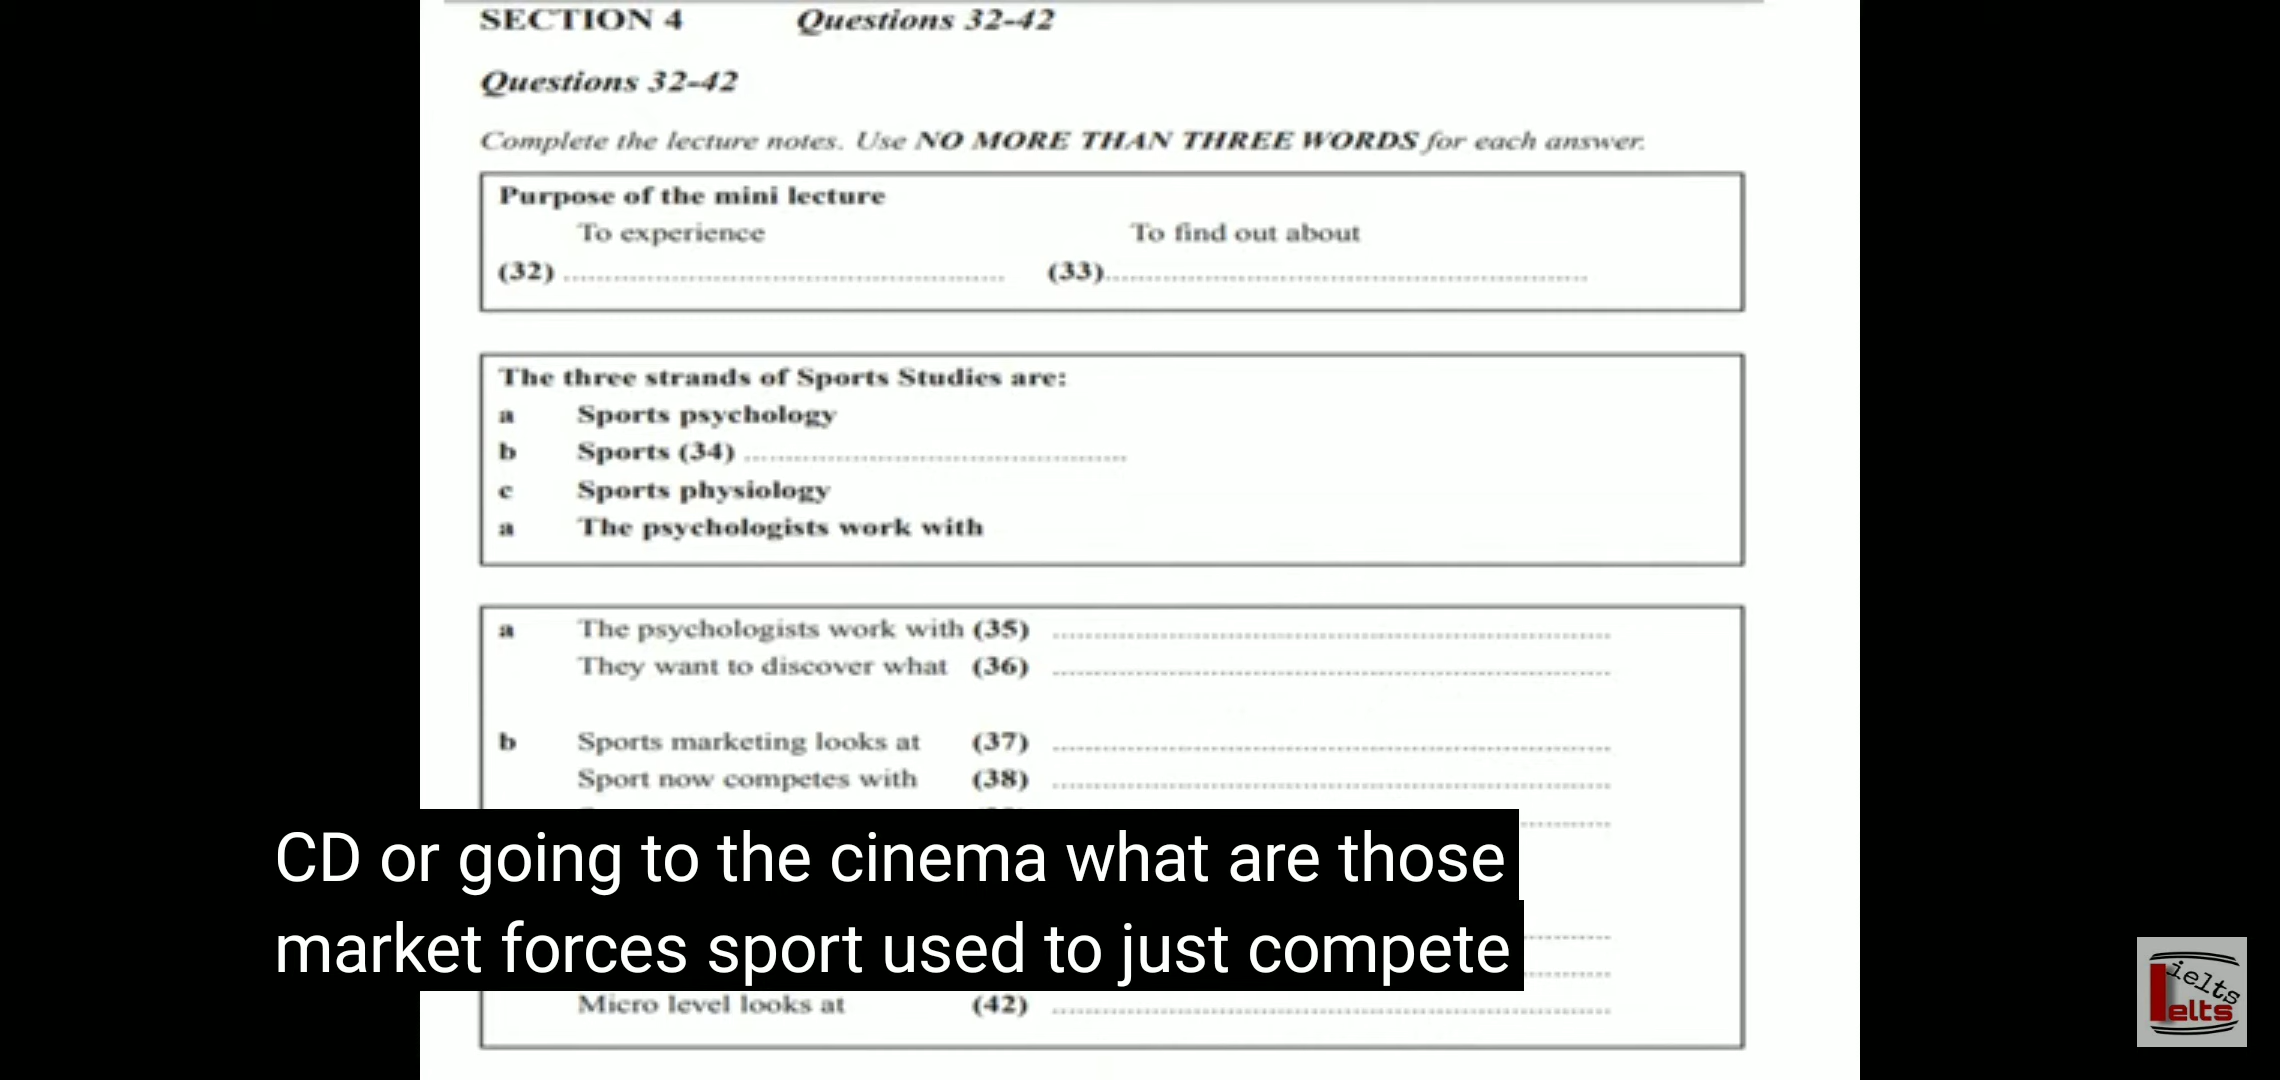 SECTION 4 Questions 32-42
Questions 32-42
Complete the lecture notes. Use NO MORE THAN THREE WORDS for each answer.
Purpose of the mini lecture
To experience To find out about
(32) ........................ (33)........................
The three strands of Sports Studies are:
a Sports psychology
b Sports (34) ........................
c Sports physiology
a The psychologists work with
a The psychologists work with (35) ........................
They want to discover what (36) ........................
b Sports marketing looks at (37) ........................
Sport now competes with (38) ........................
CD or going to the cinema what are those
market forces sport used to just compete
Micro level looks at (42) ........................
ielts
Ielts